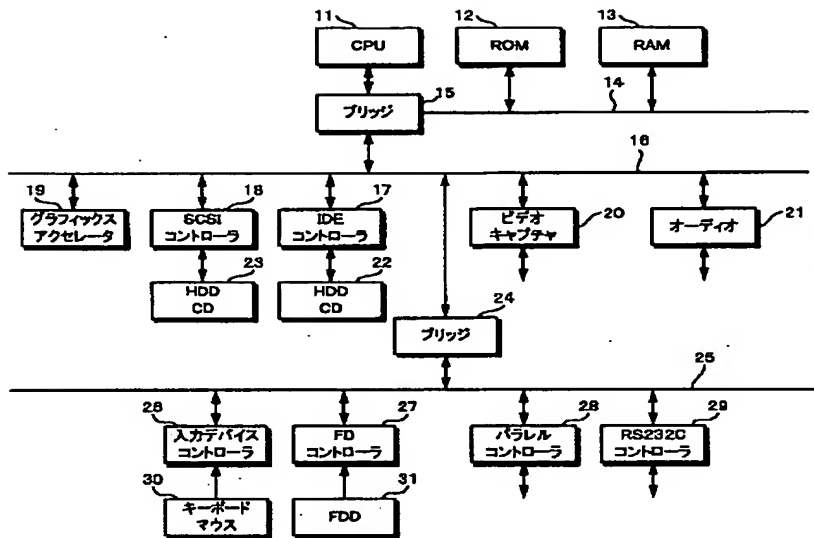 11
12
13
CPU
ROM
RAM
15
ブリッジ
14
16
19
18
17
グラフィックス
アクセレータ
SCSI
コントローラ
IDE
コントローラ
ビデオ
キャプチャ
20
オーディオ
21
23
22
HDD
CD
HDD
CD
24
ブリッジ
25
26
27
28
29
入力デバイス
コントローラ
FD
コントローラ
パラレル
コントローラ
RS232C
コントローラ
30
31
キーボード
マウス
FDD